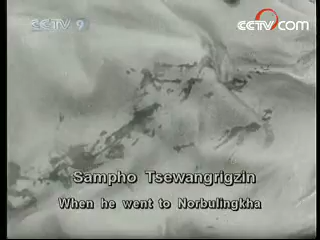 CCTV 9
CCTV.com
Sampho Tsewangrigzin
When he went to Norbulingkha